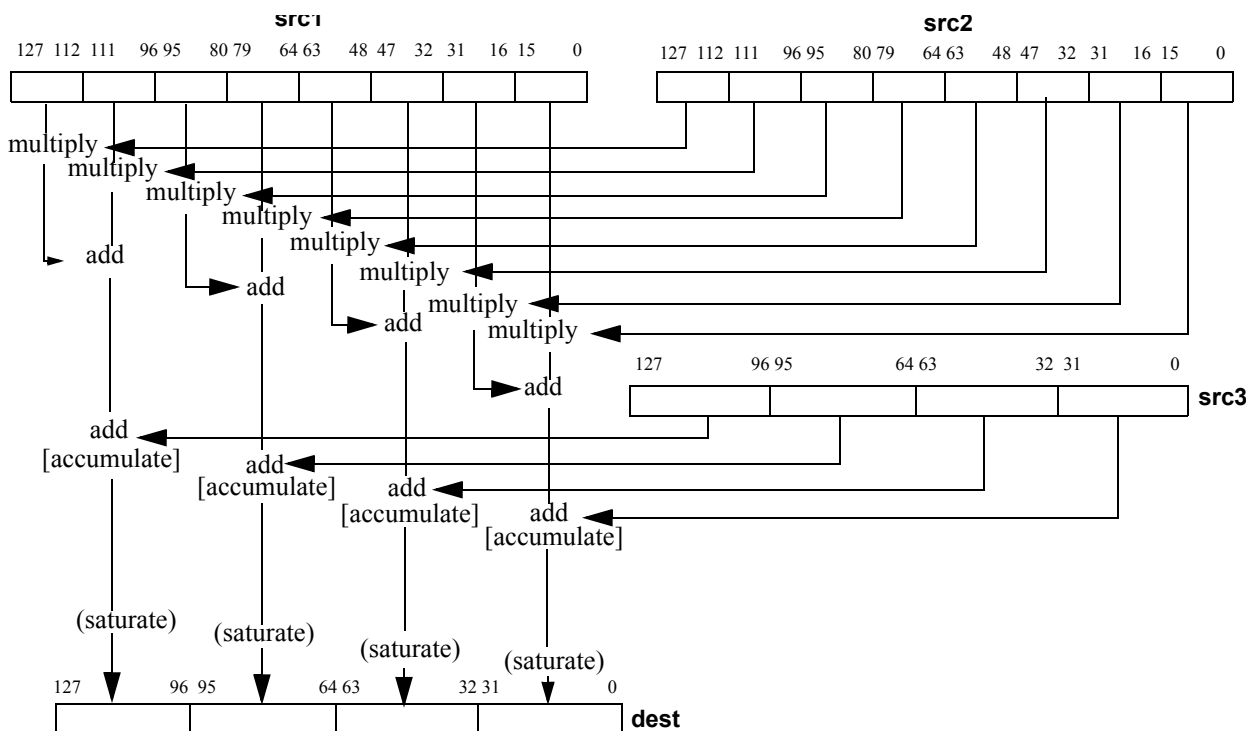 src1
src2
127 112 111 96 95 80 79 64 63 48 47 32 31 16 15 0
127 112 111 96 95 80 79 64 63 48 47 32 31 16 15 0
multiply
multiply
multiply
multiply
multiply
multiply
multiply
multiply
add
add
add
add
127 96 95 64 63 32 31 0
src3
add
[accumulate]
add
[accumulate]
add
[accumulate]
add
[accumulate]
(saturate)
(saturate)
(saturate)
(saturate)
127 96 95 64 63 32 31 0
dest